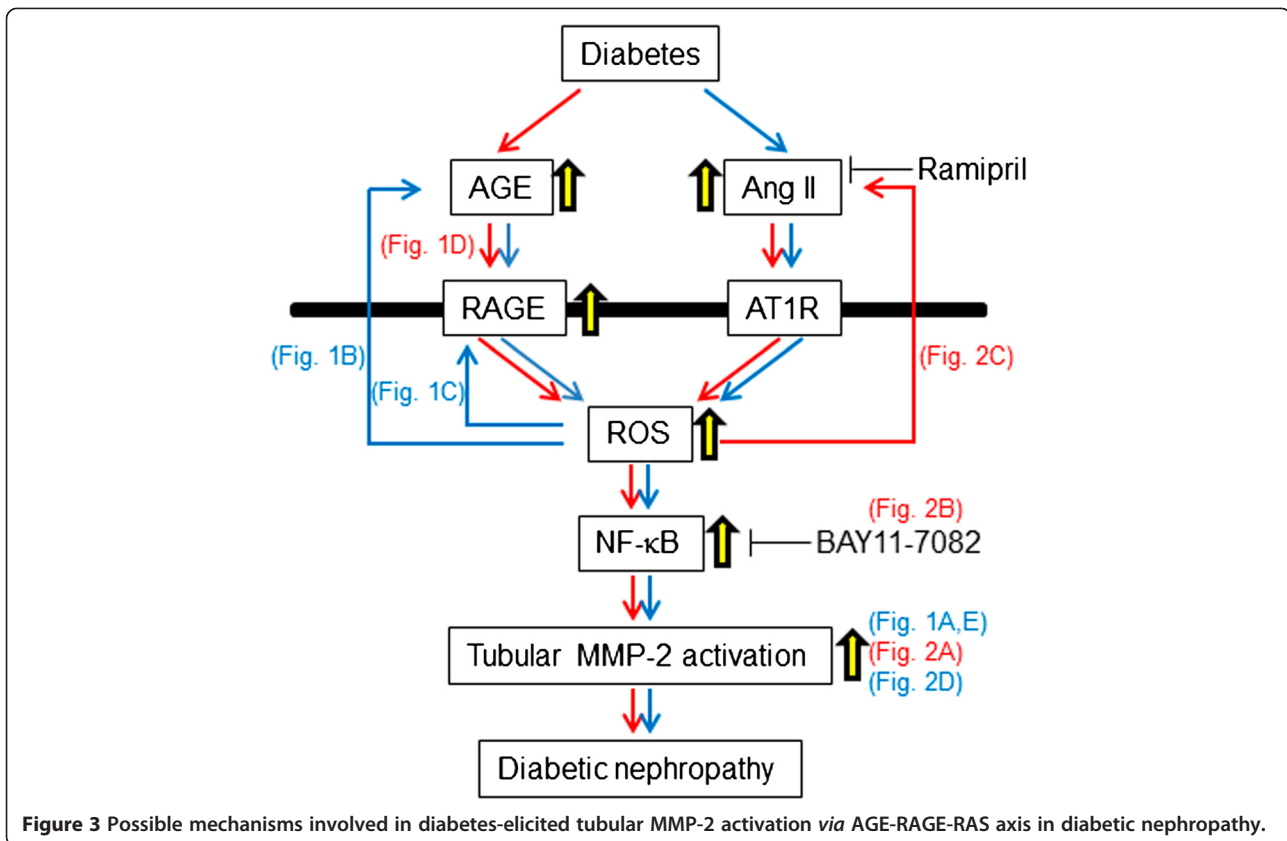 Diabetes
AGE
Ang II
Ramipril
(Fig. 1D)
RAGE
AT1R
(Fig. 1B)
(Fig. 1C)
(Fig. 2C)
ROS
NF-κB
(Fig. 2B)
BAY11-7082
Tubular MMP-2 activation
(Fig. 1A,E)
(Fig. 2A)
(Fig. 2D)
Diabetic nephropathy
Figure 3 Possible mechanisms involved in diabetes-elicited tubular MMP-2 activation via AGE-RAGE-RAS axis in diabetic nephropathy.